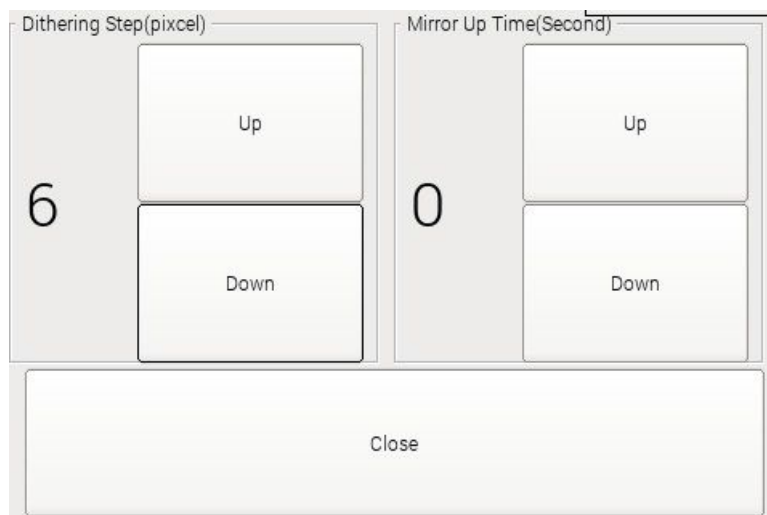 Dithering Step(pixcel)
Up
6
Down
Mirror Up Time(Second)
Up
0
Down
Close